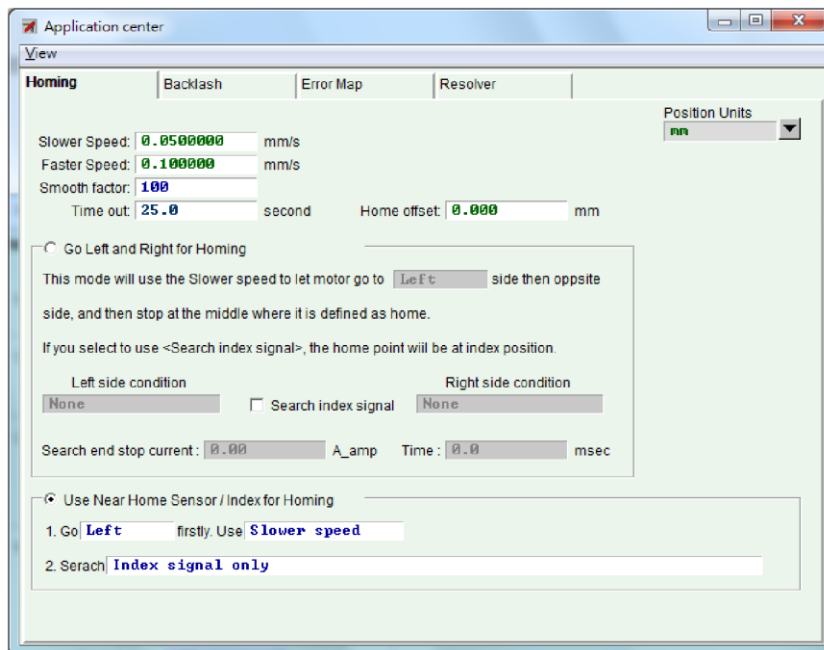 Application center
View
Homing Backlash Error Map Resolver
Position Units
mm
Slower Speed: 0.0500000 mm/s
Faster Speed: 0.100000 mm/s
Smooth factor: 100
Time out: 25.0 second Home offset: 0.000 mm
Go Left and Right for Homing
This mode will use the Slower speed to let motor go to Left side then oppsite
side, and then stop at the middle where it is defined as home.
If you select to use <Search index signal>, the home point wiil be at index position.
Left side condition Right side condition
None Search index signal None
Search end stop current : 0.00 A_amp Time : 0.0 msec
Use Near Home Sensor / Index for Homing
1. Go Left firstly. Use Slower speed
2. Serach Index signal only